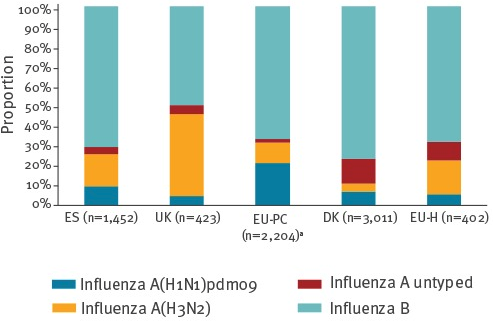 100%
90%
80%
70%
60%
50%
40%
30%
20%
10%
0%
Proportion
ES (n=1,452) UK (n=423) EU-PC DK (n=3,011) EU-H (n=402)
(n=2,204)ª
Influenza A(H1N1)pdm09 Influenza A untyped
Influenza A(H3N2) Influenza B